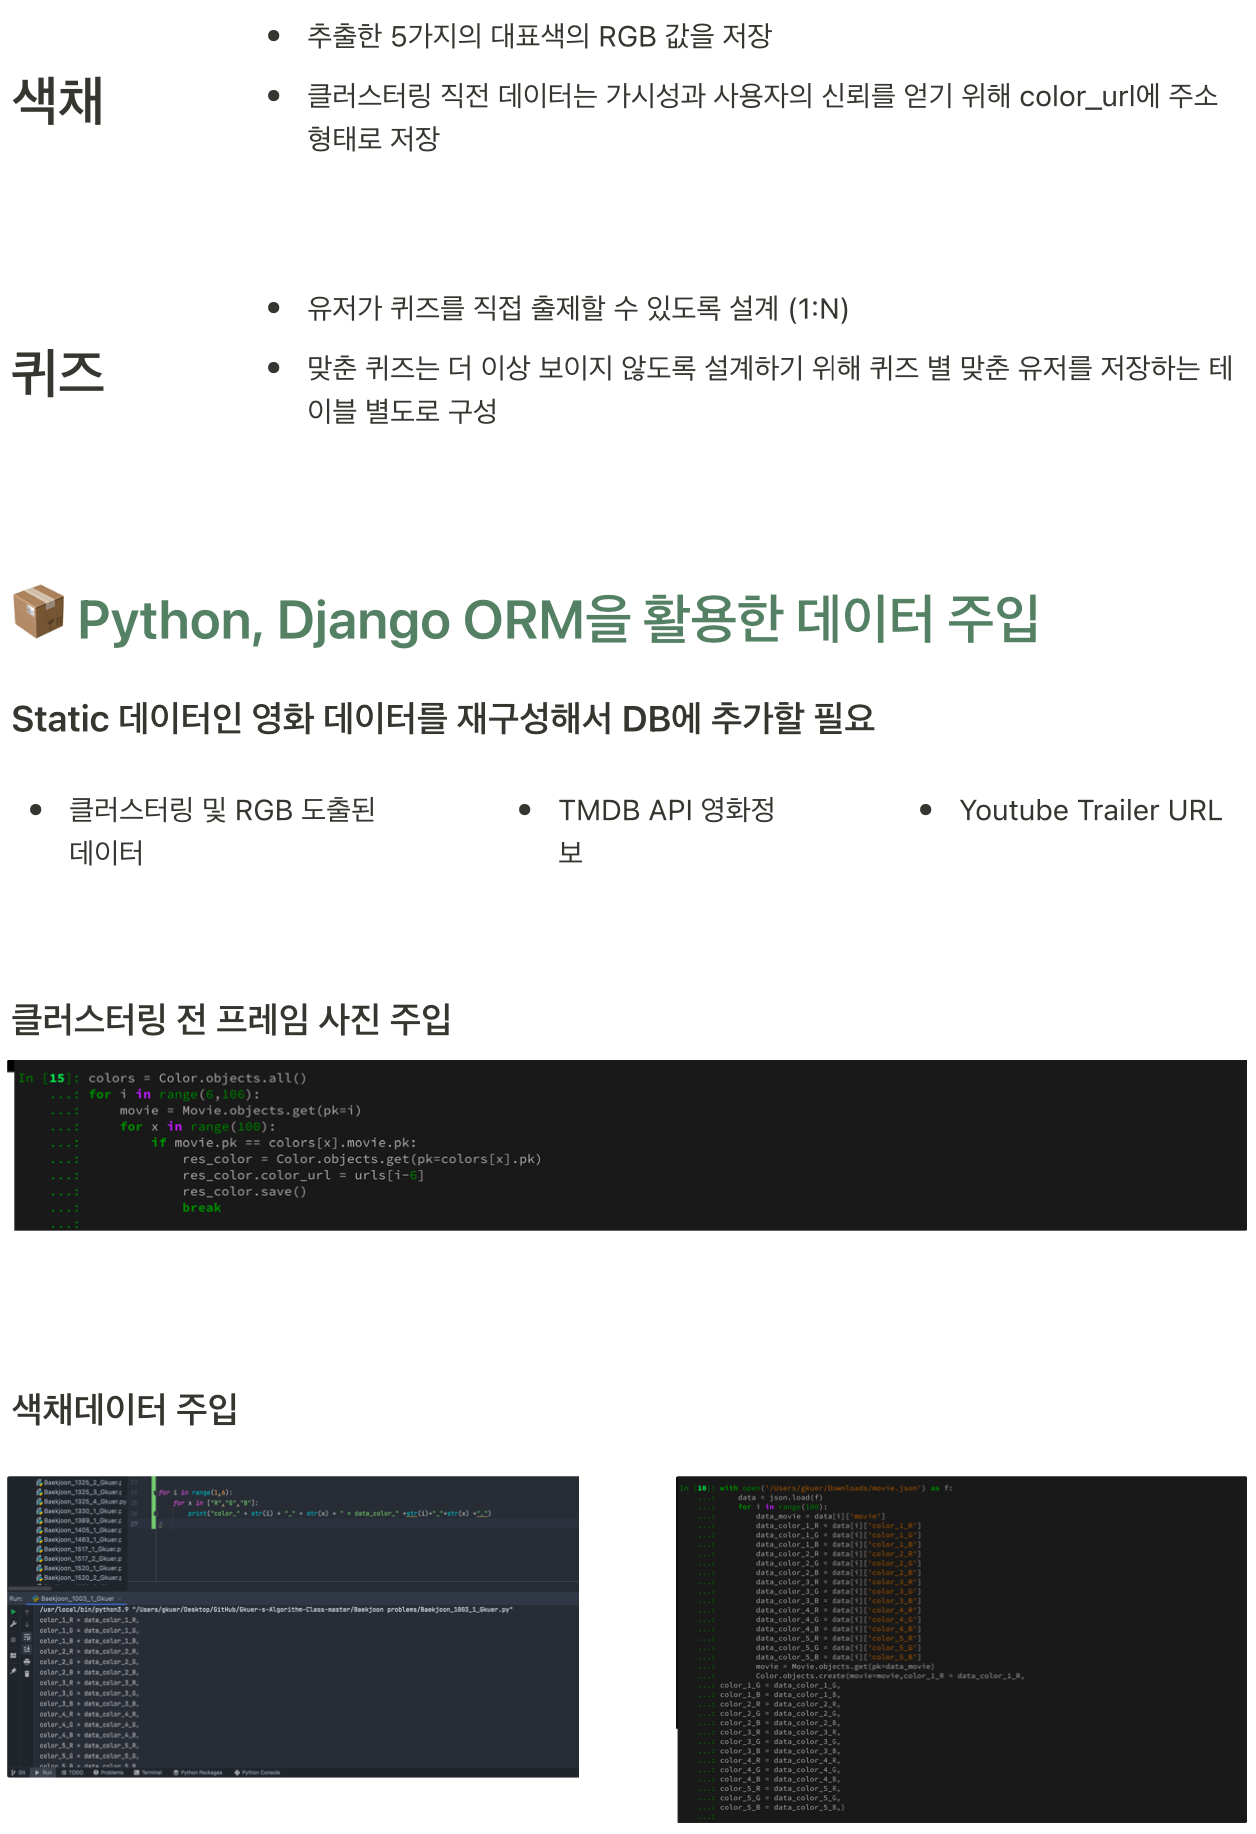 색채
• 추출한 5가지의 대표색의 RGB 값을 저장
• 클러스터링 직전 데이터는 가시성과 사용자의 신뢰를 얻기 위해 color_url에 주소
형태로 저장
퀴즈
• 유저가 퀴즈를 직접 출제할 수 있도록 설계 (1:N)
• 맞춘 퀴즈는 더 이상 보이지 않도록 설계하기 위해 퀴즈 별 맞춘 유저를 저장하는 테
이블 별도로 구성
📦 Python, Django ORM을 활용한 데이터 주입
Static 데이터인 영화 데이터를 재구성해서 DB에 추가할 필요
• 클러스터링 및 RGB 도출된
데이터
• TMDB API 영화정
보
• Youtube Trailer URL
클러스터링 전 프레임 사진 주입
In [15]: colors = Color.objects.all()
...: for i in range(6,106):
...:     movie = Movie.objects.get(pk=i)
...:     for x in range(100):
...:         if movie.pk == colors[x].movie.pk:
...:             res_color = Color.objects.get(pk=colors[x].pk)
...:             res_color.color_url = urls[i-6]
...:             res_color.save()
...:             break
...:
색채데이터 주입
Baekjoon_1325_2_Gkuer.p
Baekjoon_1325_3_Gkuer.p
Baekjoon_1325_4_Gkuer.py
Baekjoon_1330_1_Gkuer.p
Baekjoon_1389_1_Gkuer.p
Baekjoon_1405_1_Gkuer.p
Baekjoon_1463_1_Gkuer.p
Baekjoon_1517_1_Gkuer.p
Baekjoon_1517_2_Gkuer.p
Baekjoon_1520_1_Gkuer.p
Baekjoon_1520_2_Gkuer.p
for i in range(1,6):
for x in ["R","G","B"]:
print("color_" + str(i) + "_" + str(x) + " = data_color_" +str(i)+"_"+str(x) +",")
27
Run: Baekjoon_1003_1_Gkuer
/usr/local/bin/python3.9 "/Users/gkuer/Desktop/GitHub/Gkuer-s-Algorithm-Class-master/Baekjoon problems/Baekjoon_1003_1_Gkuer.py"
color_1_R = data_color_1_R,
color_1_G = data_color_1_G,
color_1_B = data_color_1_B,
color_2_R = data_color_2_R,
color_2_G = data_color_2_G,
color_2_B = data_color_2_B,
color_3_R = data_color_3_R,
color_3_G = data_color_3_G,
color_3_B = data_color_3_B,
color_4_R = data_color_4_R,
color_4_G = data_color_4_G,
color_4_B = data_color_4_B,
color_5_R = data_color_5_R,
color_5_G = data_color_5_G,
color_5_B = data_color_5_B,
Git Run TODO Problems Terminal Python Packages Python Console
In [10]: with open('/Users/gkuer/Downloads/movie.json') as f:
...:     data = json.load(f)
...:     for i in range(100):
...:         data_movie = data[i]['movie']
...:         data_color_1_R = data[i]['color_1_R']
...:         data_color_1_G = data[i]['color_1_G']
...:         data_color_1_B = data[i]['color_1_B']
...:         data_color_2_R = data[i]['color_2_R']
...:         data_color_2_G = data[i]['color_2_G']
...:         data_color_2_B = data[i]['color_2_B']
...:         data_color_3_R = data[i]['color_3_R']
...:         data_color_3_G = data[i]['color_3_G']
...:         data_color_3_B = data[i]['color_3_B']
...:         data_color_4_R = data[i]['color_4_R']
...:         data_color_4_G = data[i]['color_4_G']
...:         data_color_4_B = data[i]['color_4_B']
...:         data_color_5_R = data[i]['color_5_R']
...:         data_color_5_G = data[i]['color_5_G']
...:         data_color_5_B = data[i]['color_5_B']
...:         movie = Movie.objects.get(pk=data_movie)
...:         Color.objects.create(movie=movie,color_1_R = data_color_1_R,
...: color_1_G = data_color_1_G,
...: color_1_B = data_color_1_B,
...: color_2_R = data_color_2_R,
...: color_2_G = data_color_2_G,
...: color_2_B = data_color_2_B,
...: color_3_R = data_color_3_R,
...: color_3_G = data_color_3_G,
...: color_3_B = data_color_3_B,
...: color_4_R = data_color_4_R,
...: color_4_G = data_color_4_G,
...: color_4_B = data_color_4_B,
...: color_5_R = data_color_5_R,
...: color_5_G = data_color_5_G,
...: color_5_B = data_color_5_B,)
...: